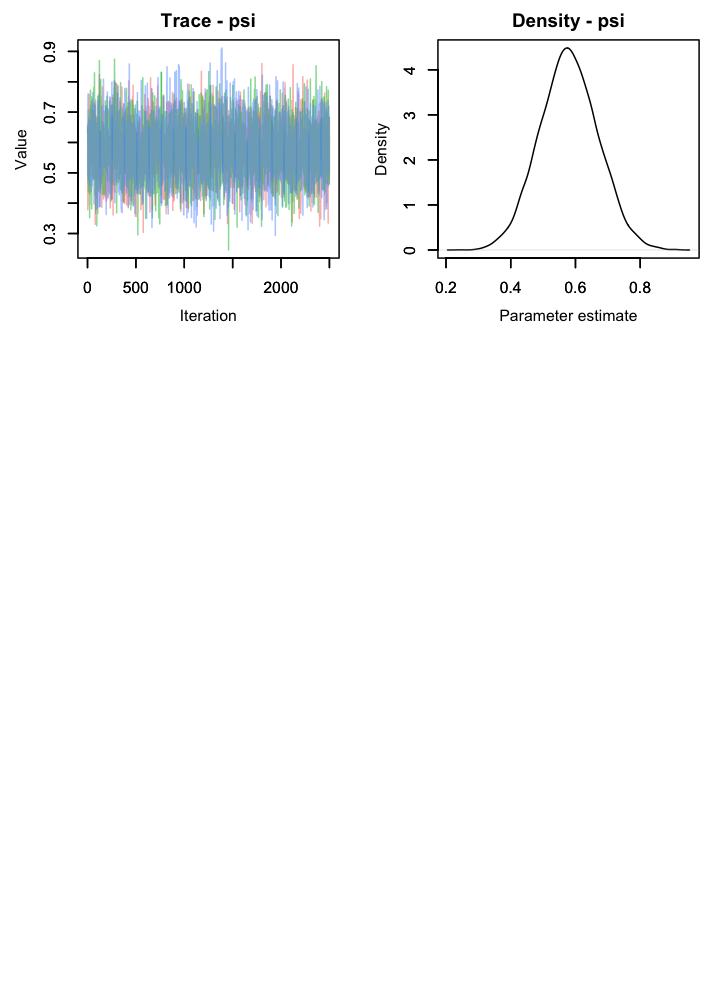 Trace - psi
Value
0.3
0.5
0.7
0.9
0 500 1000 2000
Iteration
Density - psi
Density
0
1
2
3
4
0.2 0.4 0.6 0.8
Parameter estimate